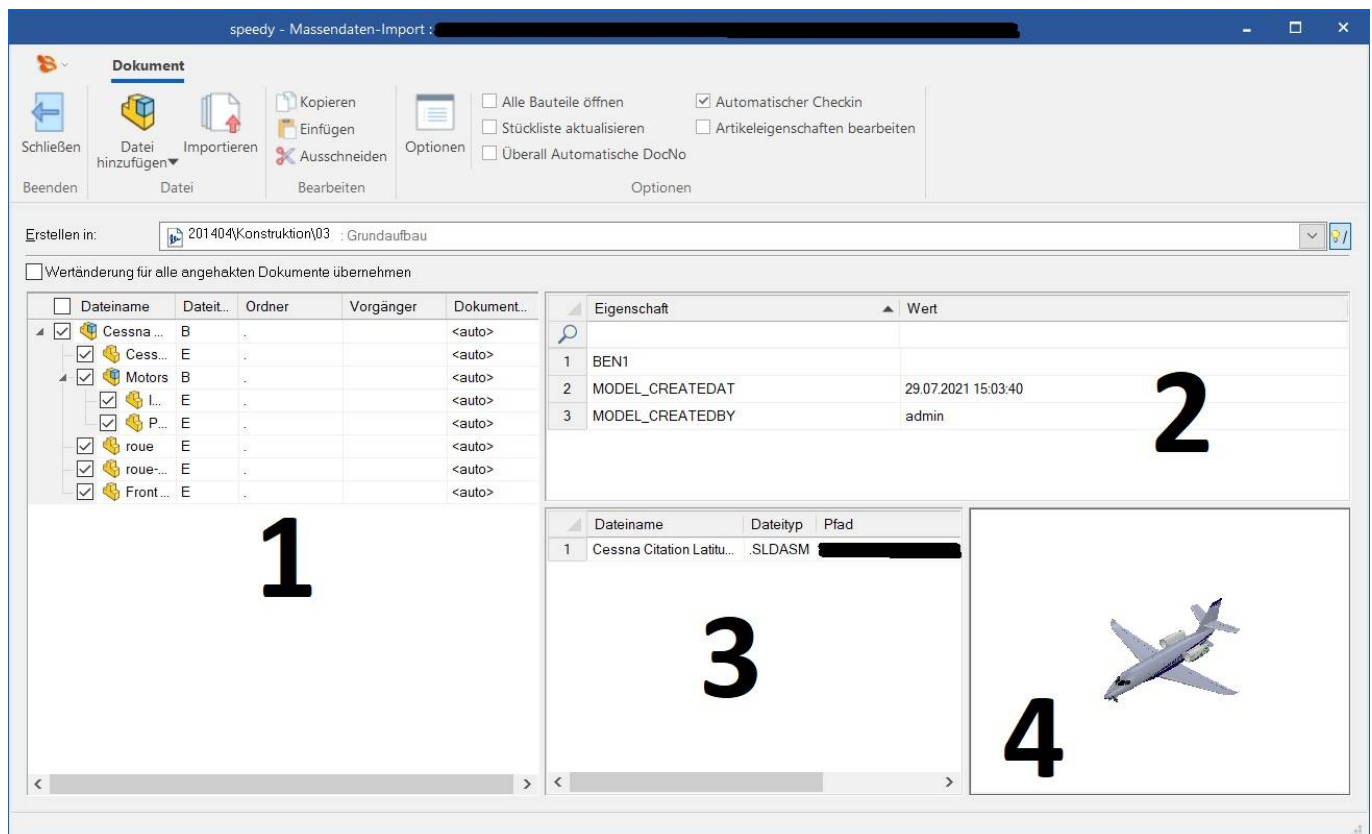 speedy - Massendaten-Import :
Dokument
Schließen
Datei hinzufügen
Importieren
Kopieren
Einfügen
Ausschneiden
Optionen
Alle Bauteile öffnen
Stückliste aktualisieren
Überall Automatische DocNo
Automatischer Checkin
Artikeleigenschaften bearbeiten
Beenden Datei Bearbeiten Optionen
Erstellen in: 201404\Konstruktion\03 : Grundaufbau
Wertänderung für alle angehakten Dokumente übernehmen
Dateiname Dateit... Ordner Vorgänger Dokument...
Cessna ... B . <auto>
Cess... E . <auto>
Motors B . <auto>
I... E . <auto>
P... E . <auto>
roue E . <auto>
roue-... E . <auto>
Front ... E . <auto>
1
Eigenschaft Wert
1 BEN1
2 MODEL_CREATEDAT 29.07.2021 15:03:40
3 MODEL_CREATEDBY admin
2
Dateiname Dateityp Pfad
1 Cessna Citation Latitu... .SLDASM
3
4